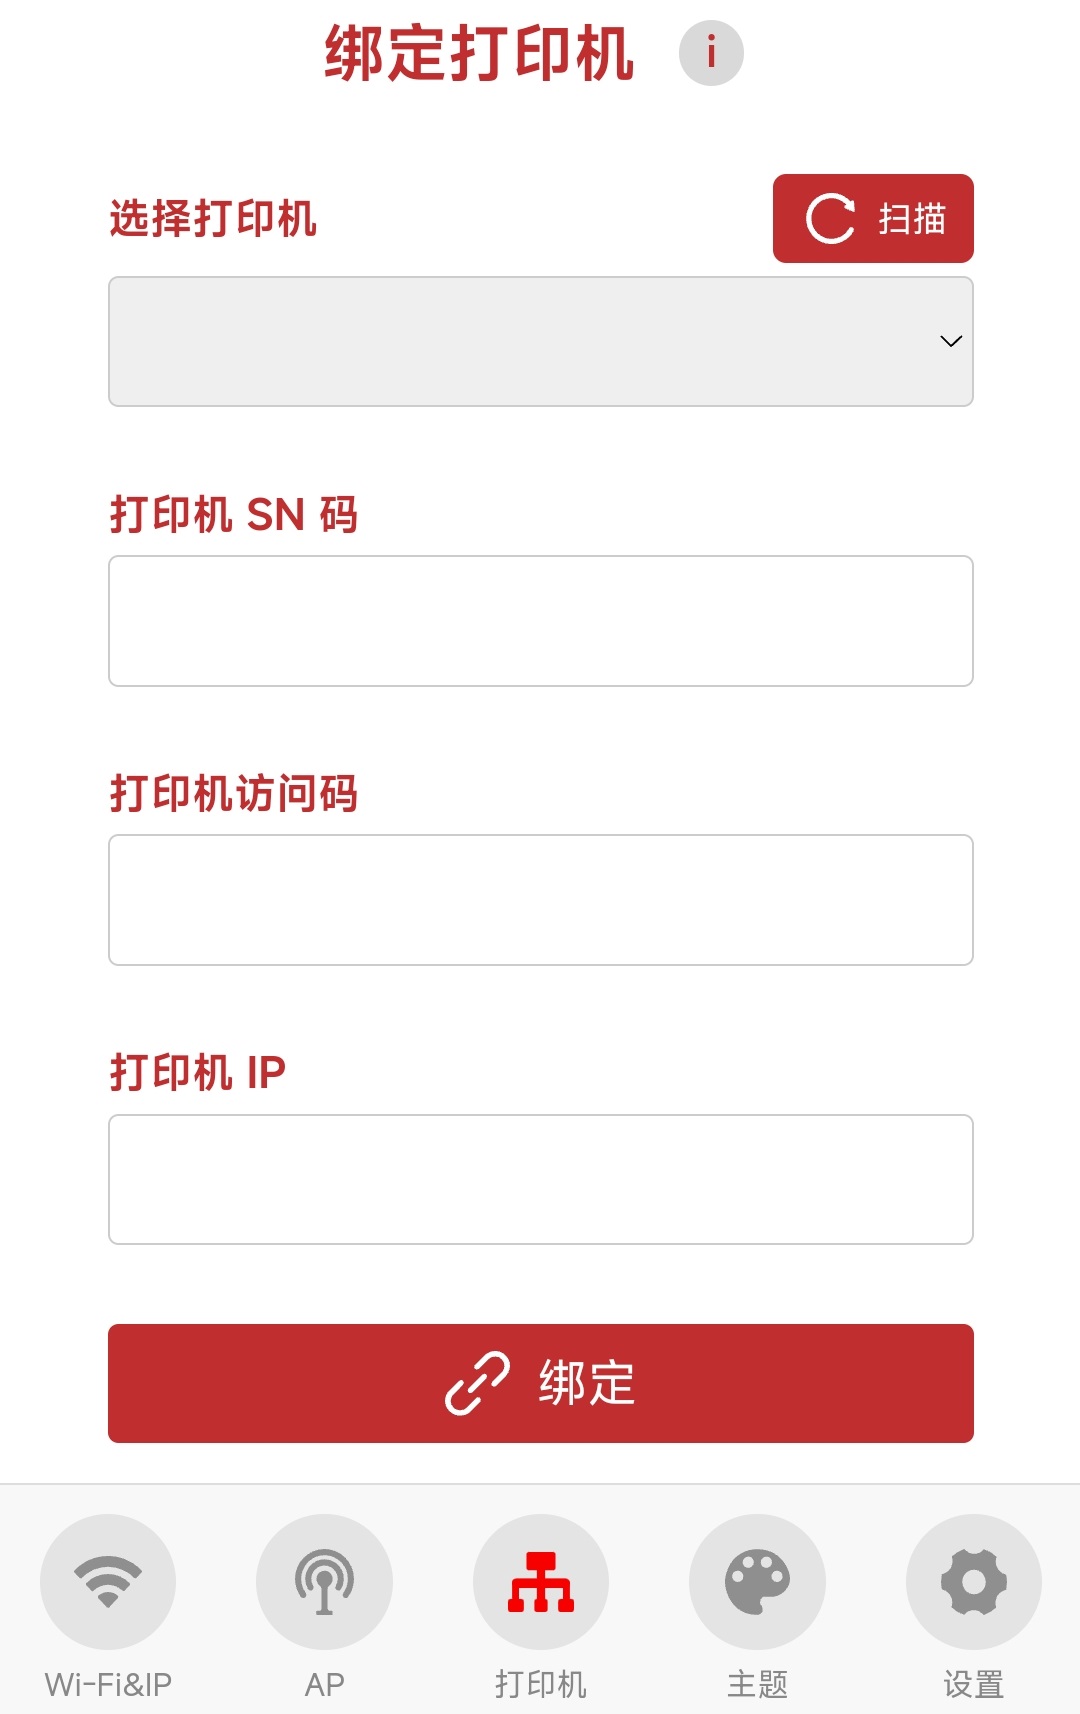 绑定打印机 i
选择打印机
扫描
打印机 SN 码
打印机访问码
打印机 IP
绑定
Wi-Fi&IP
AP
打印机
主题
设置